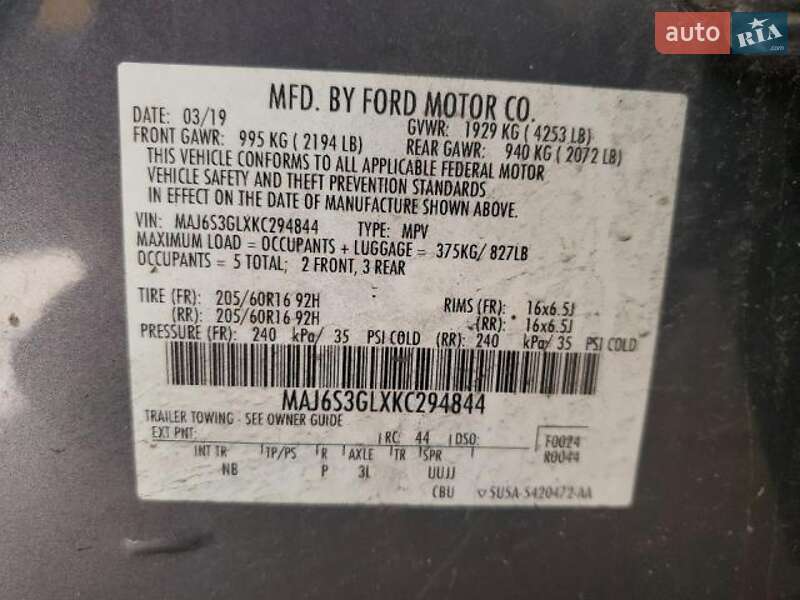 auto RIA .com
MFD. BY FORD MOTOR CO.
DATE: 03/19 GVWR: 1929 KG ( 4253 LB)
FRONT GAWR: 995 KG ( 2194 LB) REAR GAWR: 940 KG ( 2072 LB)
THIS VEHICLE CONFORMS TO ALL APPLICABLE FEDERAL MOTOR
VEHICLE SAFETY AND THEFT PREVENTION STANDARDS
IN EFFECT ON THE DATE OF MANUFACTURE SHOWN ABOVE.
VIN: MAJ6S3GLXKC294844 TYPE: MPV
MAXIMUM LOAD = OCCUPANTS + LUGGAGE = 375KG/ 827LB
OCCUPANTS = 5 TOTAL; 2 FRONT, 3 REAR
TIRE (FR): 205/60R16 92H RIMS (FR): 16x6.5J
(RR): 205/60R16 92H (RR): 16x6.5J
PRESSURE (FR): 240 kPa/ 35 PSI COLD (RR): 240 kPa/ 35 PSI COLD
MAJ6S3GLXKC294844
TRAILER TOWING - SEE OWNER GUIDE
EXT PNT: RC: 44 DSO: F0024
R0044
INT TR TP/PS R AXLE TR SPR
NB P 3L UUJJ
CBU 5U5A-5420472-AA